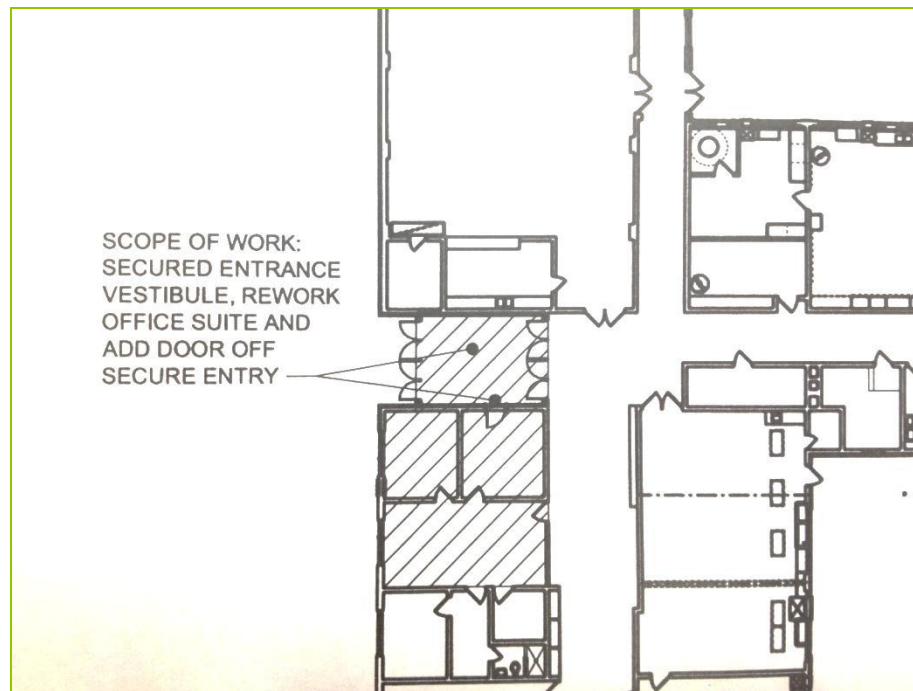 SCOPE OF WORK:
SECURED ENTRANCE
VESTIBULE, REWORK
OFFICE SUITE AND
ADD DOOR OFF
SECURE ENTRY